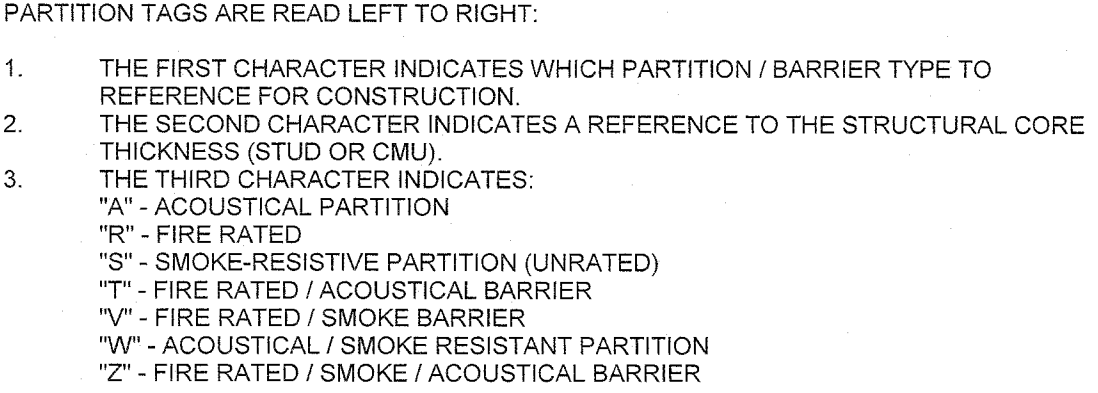 PARTITION TAGS ARE READ LEFT TO RIGHT:
1. THE FIRST CHARACTER INDICATES WHICH PARTITION / BARRIER TYPE TO
REFERENCE FOR CONSTRUCTION.
2. THE SECOND CHARACTER INDICATES A REFERENCE TO THE STRUCTURAL CORE
THICKNESS (STUD OR CMU).
3. THE THIRD CHARACTER INDICATES:
"A" - ACOUSTICAL PARTITION
"R" - FIRE RATED
"S" - SMOKE-RESISTIVE PARTITION (UNRATED)
"T" - FIRE RATED / ACOUSTICAL BARRIER
"V" - FIRE RATED / SMOKE BARRIER
"W" - ACOUSTICAL / SMOKE RESISTANT PARTITION
"Z" - FIRE RATED / SMOKE / ACOUSTICAL BARRIER